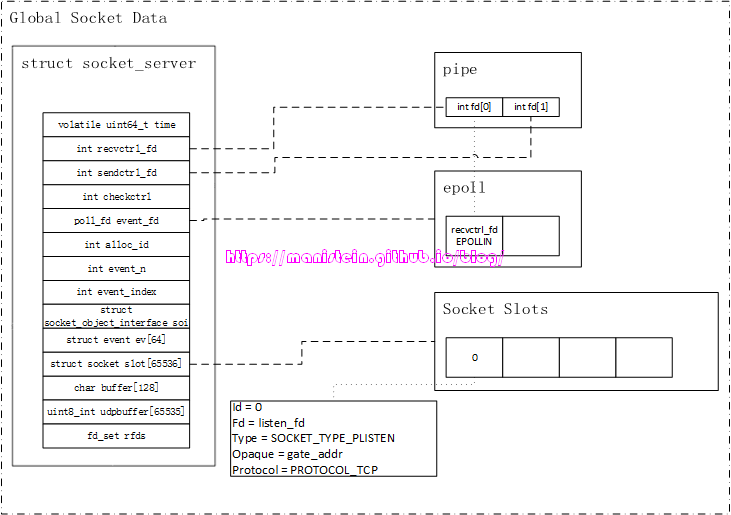 Global Socket Data
struct socket_server
volatile uint64_t time
int recvctrl_fd
int sendctrl_fd
int checkctrl
poll_fd event_fd
int alloc_id
int event_n
int event_index
struct
socket_object_interface soi
struct event ev[64]
struct socket slot[65536]
char buffer[128]
uint8_int udpbuffer[65535]
fd_set rfds
pipe
int fd[0]
int fd[1]
epoll
recvctrl_fd
EPOLLIN
https://manistein.github.io/blog/
Socket Slots
0
Id = 0
Fd = listen_fd
Type = SOCKET_TYPE_PLISTEN
Opaque = gate_addr
Protocol = PROTOCOL_TCP